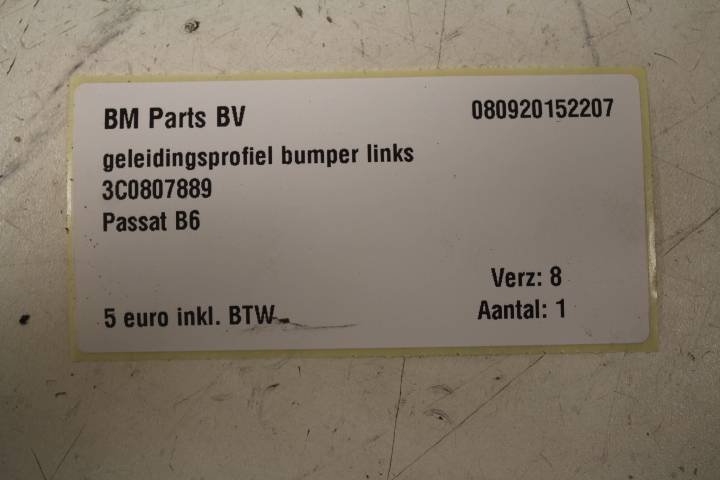 BM Parts BV 080920152207
geleidingsprofiel bumper links
3C0807889
Passat B6
Verz: 8
5 euro inkl. BTW Aantal: 1